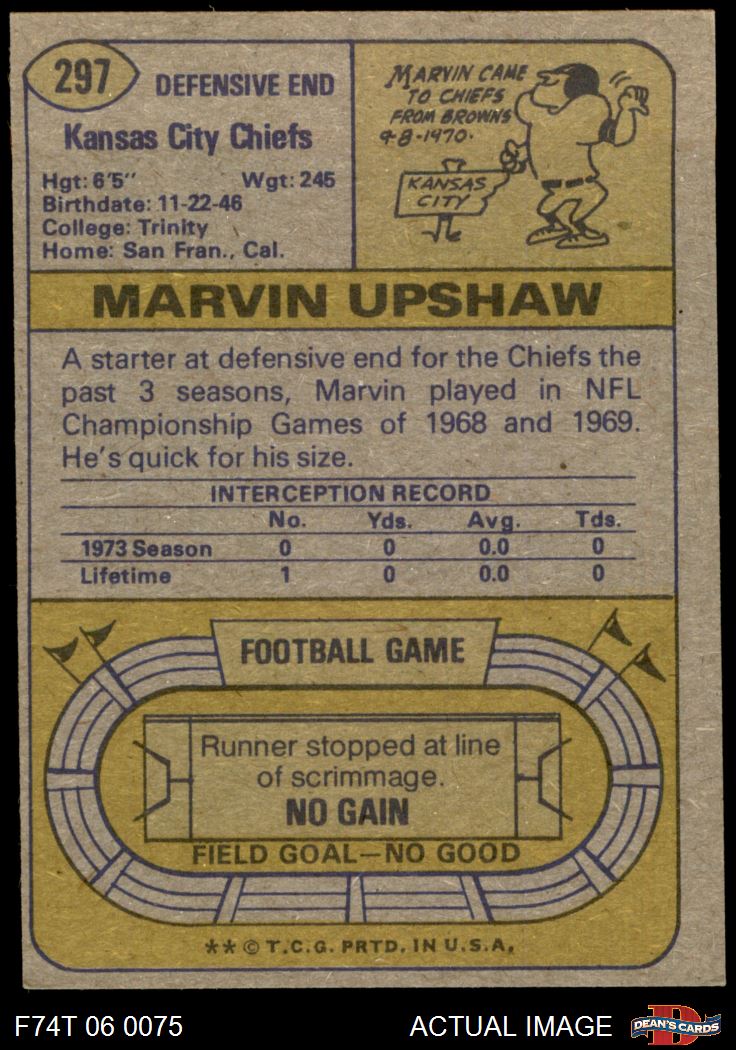 297
DEFENSIVE END
Kansas City Chiefs
Hgt: 6'5" Wgt: 245
Birthdate: 11-22-46
College: Trinity
Home: San Fran., Cal.
MARVIN CAME
TO CHIEFS
FROM BROWNS
9-8-1970.
KANSAS
CITY
MARVIN UPSHAW
A starter at defensive end for the Chiefs the
past 3 seasons, Marvin played in NFL
Championship Games of 1968 and 1969.
He's quick for his size.
INTERCEPTION RECORD
No. Yds. Avg. Tds.
1973 Season 0 0 0.0 0
Lifetime 1 0 0.0 0
FOOTBALL GAME
Runner stopped at line
of scrimmage.
NO GAIN
FIELD GOAL—NO GOOD
** © T.C.G. PRTD. IN U.S.A.
F74T 06 0075 ACTUAL IMAGE
D
DEAN'S CARDS